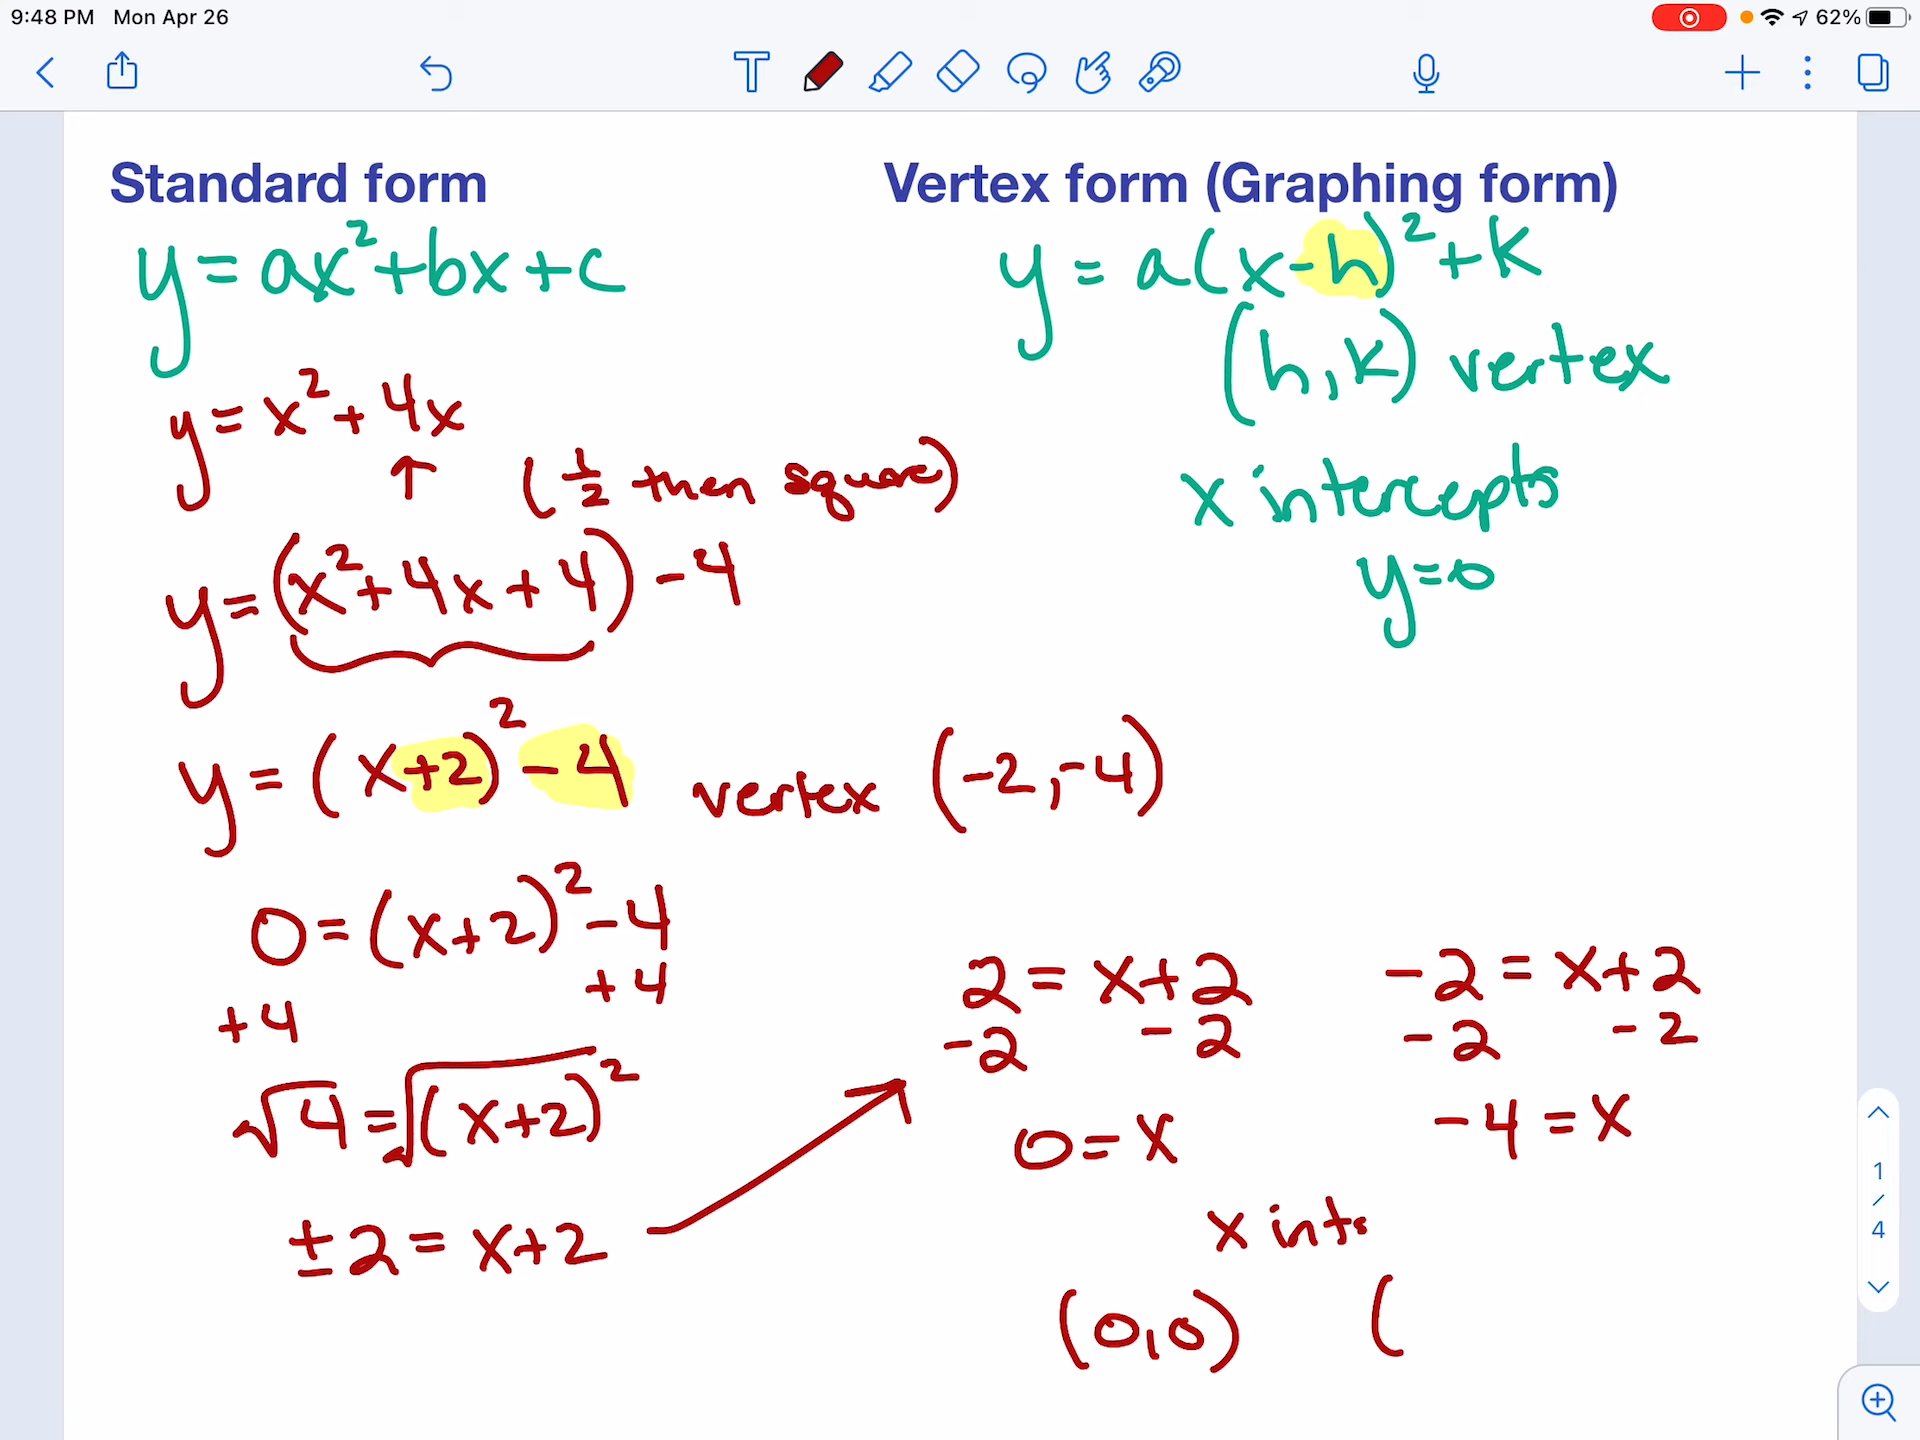 9:48 PM Mon Apr 26 62%
T
Standard form
Vertex form (Graphing form)
y = ax² + bx + c
y = a(x - h)² + k
(h, k) vertex
y = x² + 4x
↑ (½ then square)
x intercepts
y = 0
y = (x² + 4x + 4) - 4
y = (x + 2)² - 4 vertex (-2, -4)
0 = (x + 2)² - 4
+4 +4
√4 = √(x + 2)²
±2 = x + 2
2 = x + 2
-2 - 2
0 = x
-2 = x + 2
-2 - 2
-4 = x
x ints
(0, 0) (
1
/
4